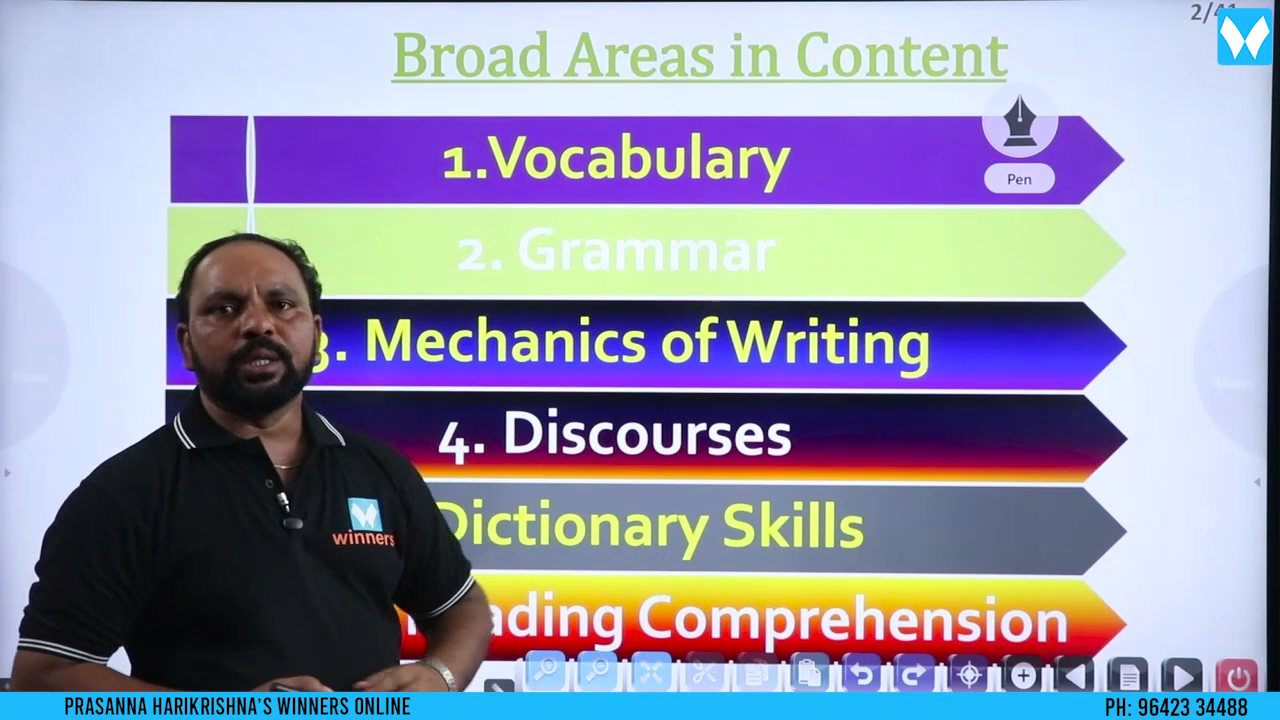 2/41
Broad Areas in Content
1.Vocabulary
Pen
2. Grammar
3. Mechanics of Writing
4. Discourses
Dictionary Skills
ading Comprehension
winners
PRASANNA HARIKRISHNA'S WINNERS ONLINE
PH: 96423 34488